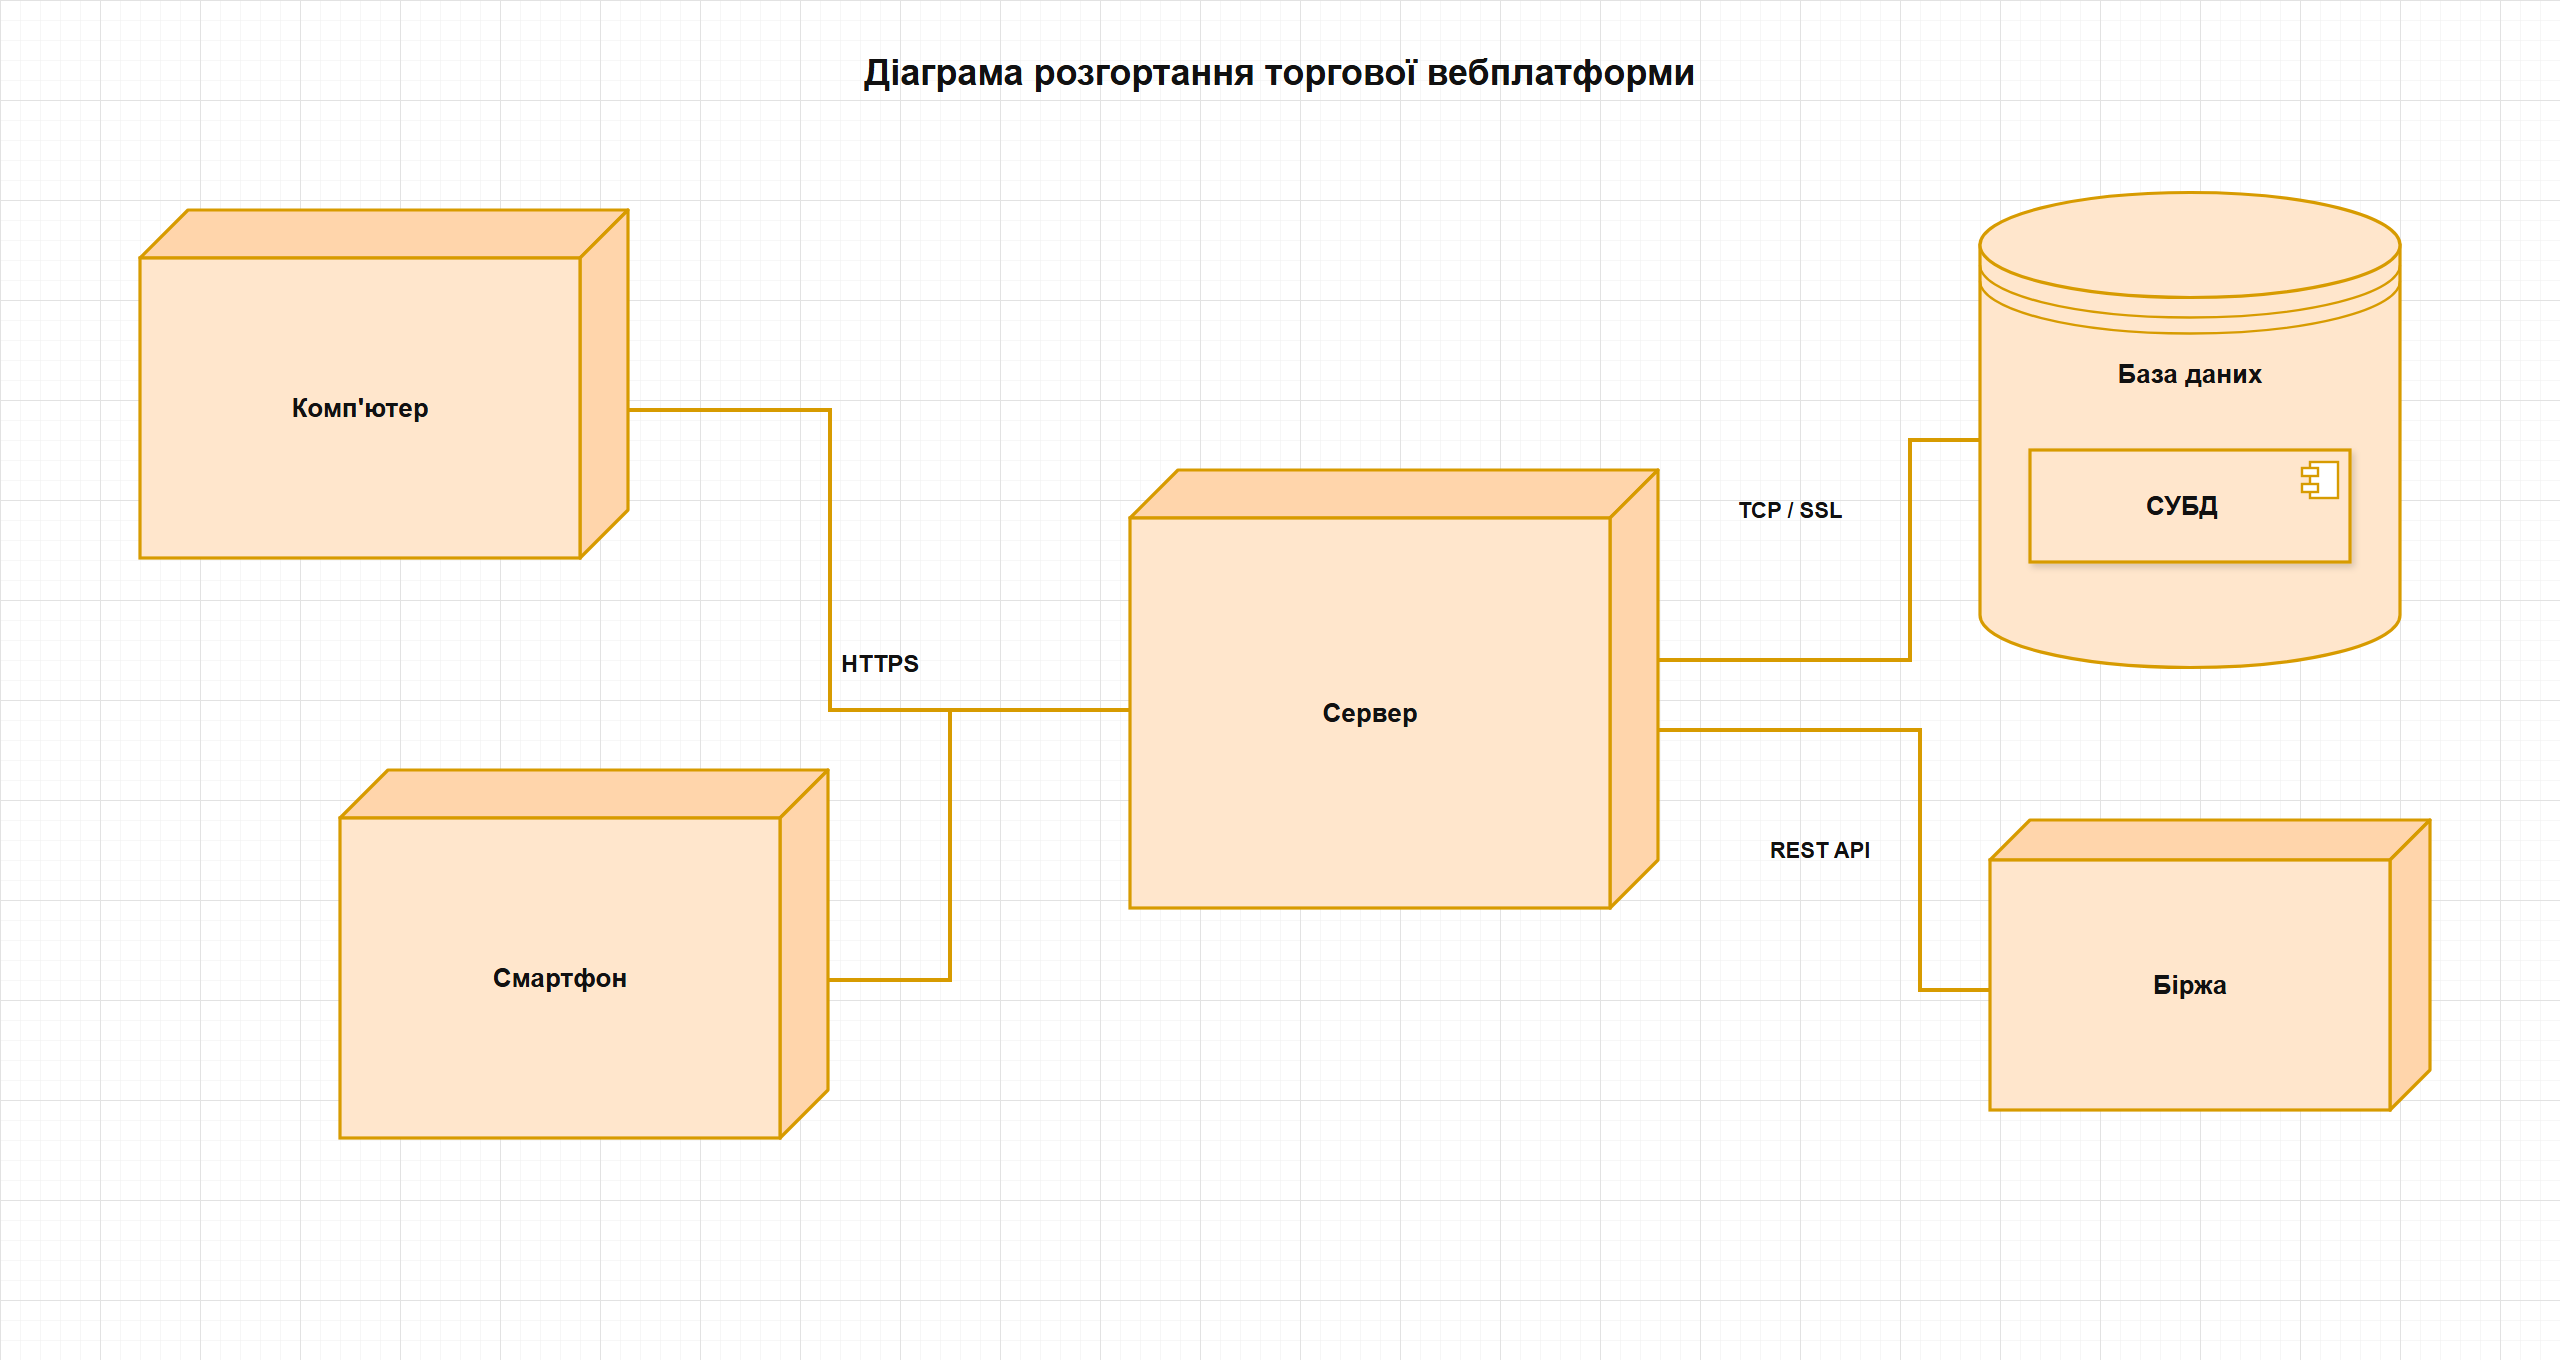 Діаграма розгортання торгової вебплатформи
Комп'ютер
База даних
СУБД
TCP / SSL
HTTPS
Сервер
REST API
Смартфон
Біржа